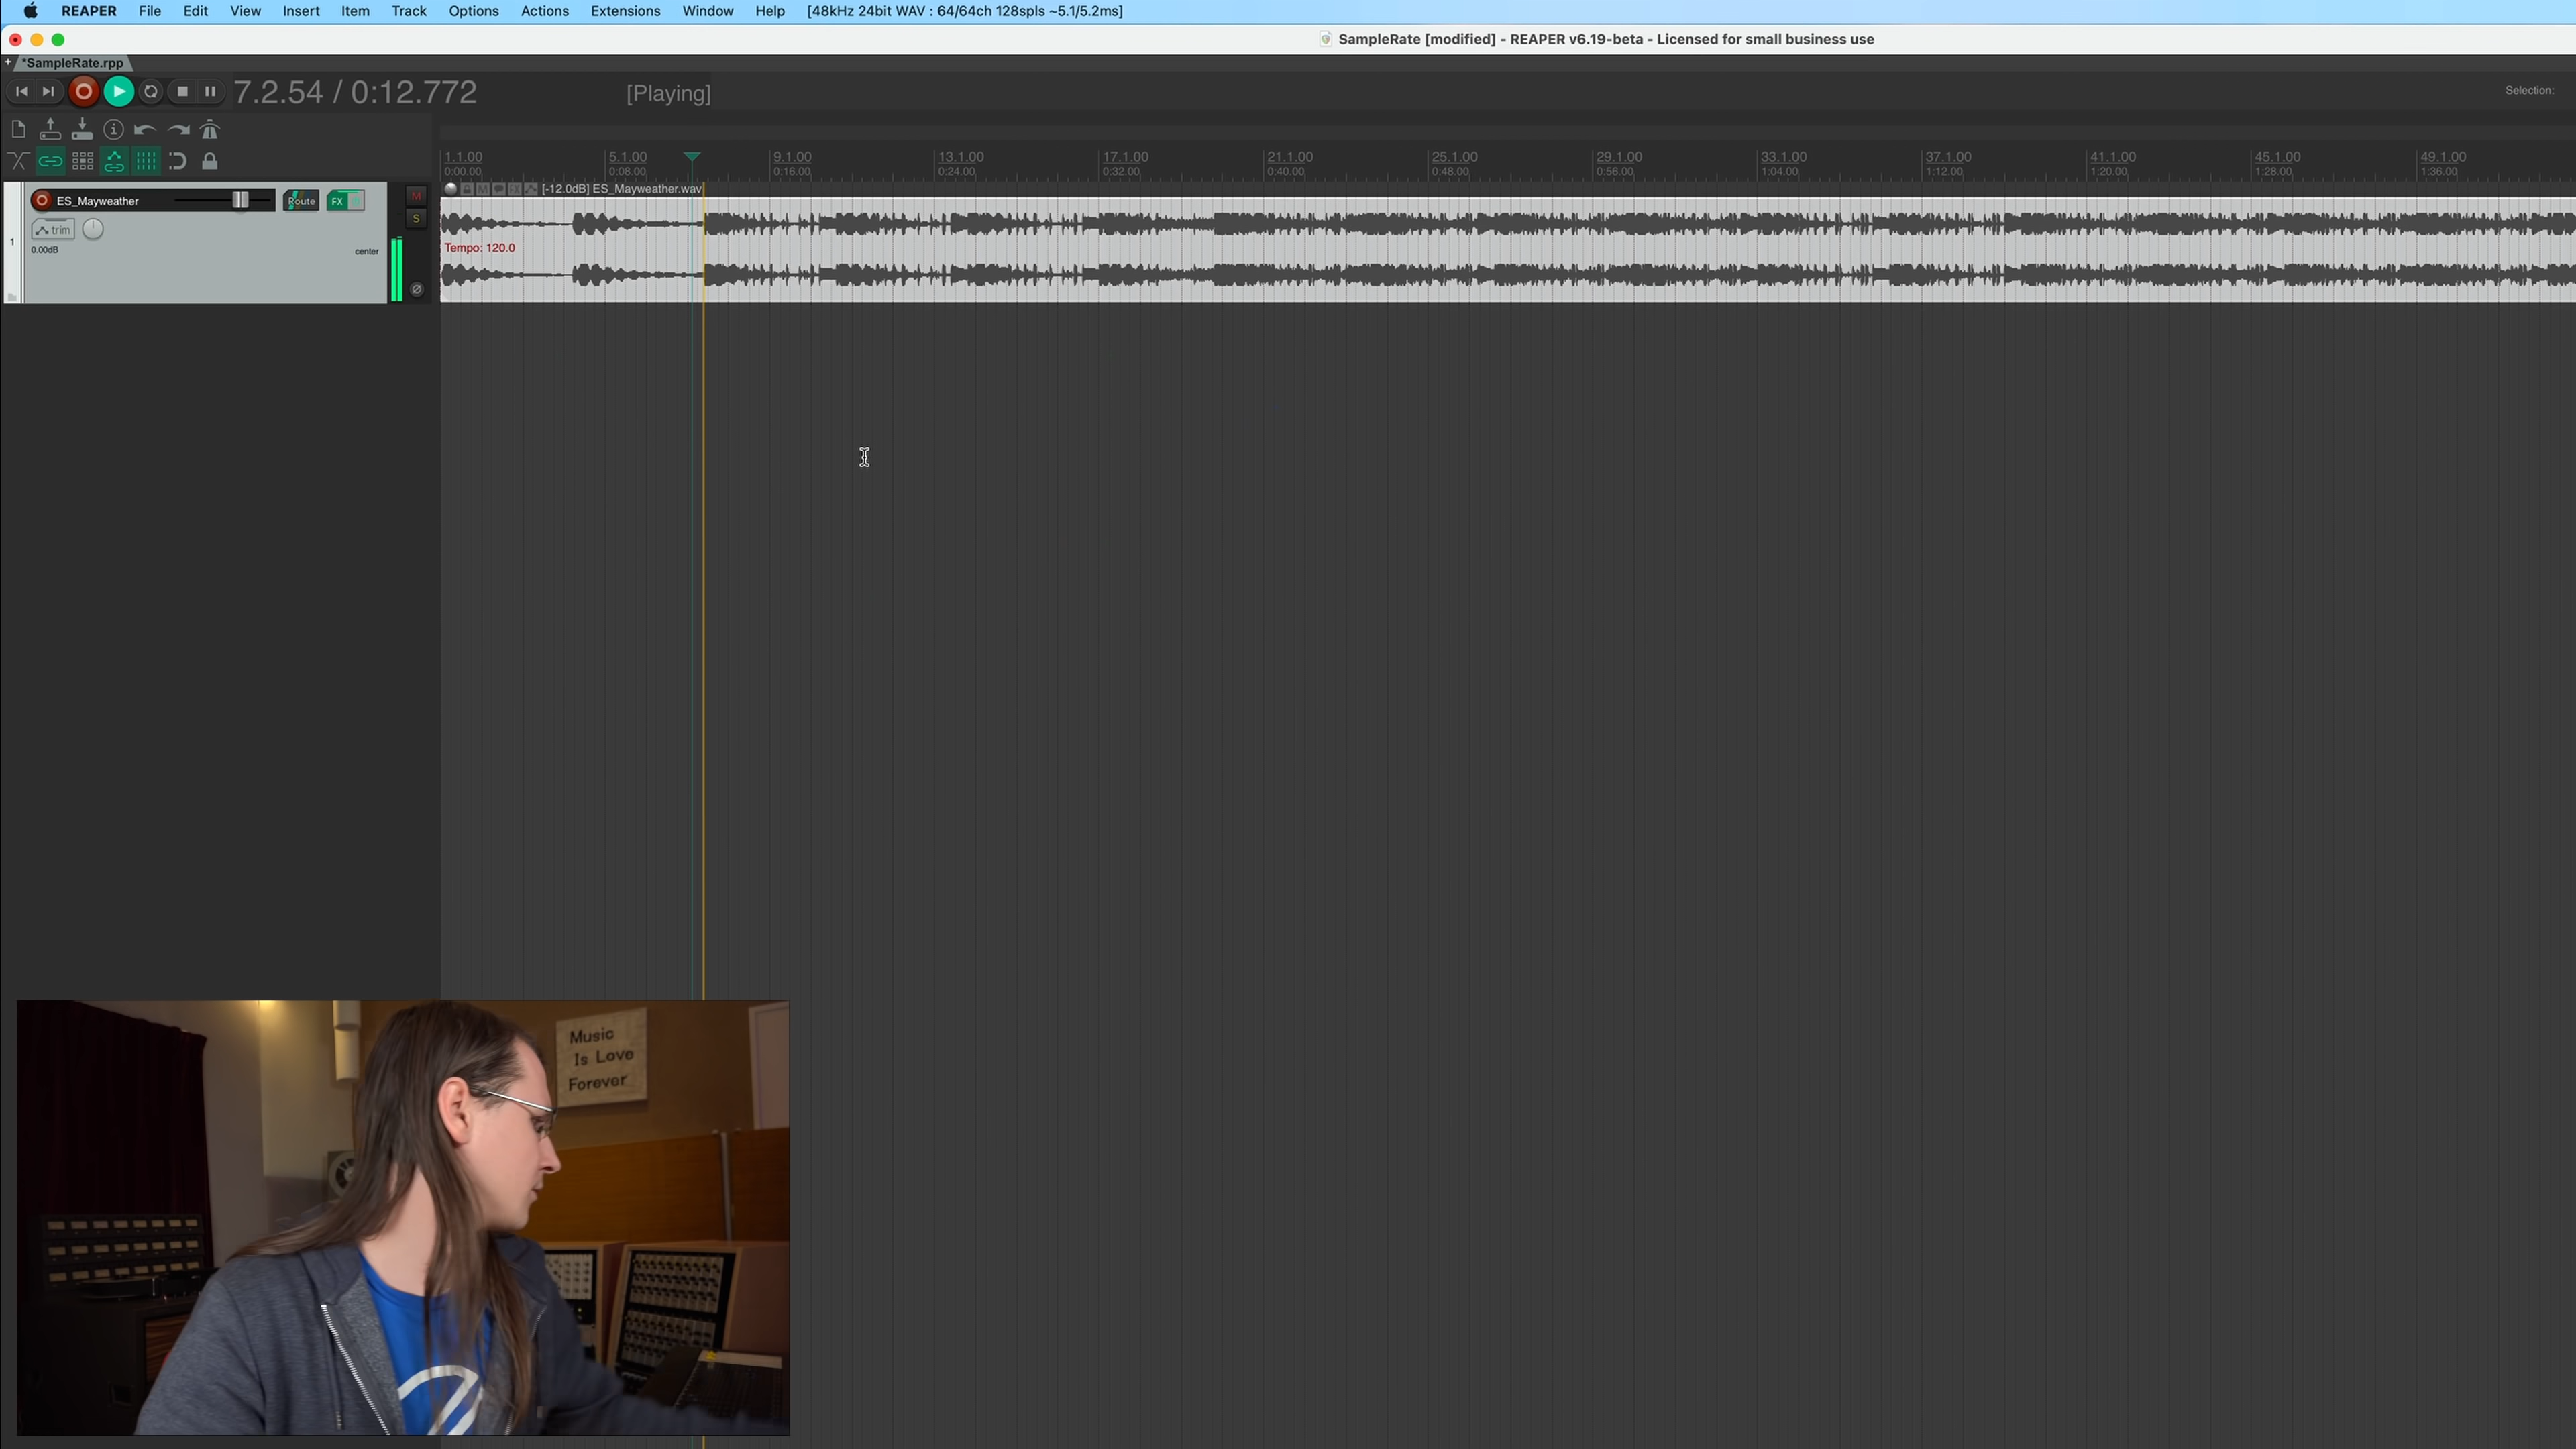 REAPER File Edit View Insert Item Track Options Actions Extensions Window Help [48kHz 24bit WAV : 64/64ch 128spls ~5.1/5.2ms]
SampleRate [modified] - REAPER v6.19-beta - Licensed for small business use
+ *SampleRate.rpp
7.2.54 / 0:12.772 [Playing] Selection:
1.1.00 5.1.00 9.1.00 13.1.00 17.1.00 21.1.00 25.1.00 29.1.00 33.1.00 37.1.00 41.1.00 45.1.00 49.1.00
0:00.00 0:08.00 0:16.00 0:24.00 0:32.00 0:40.00 0:48.00 0:56.00 1:04.00 1:12.00 1:20.00 1:28.00 1:36.00
M FX [-12.0dB] ES_Mayweather.wav
ES_Mayweather Route FX M
S
trim
1
0.00dB center
Tempo: 120.0
Music
Is Love
Forever